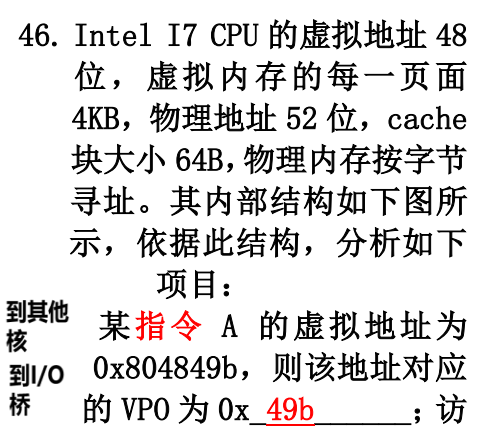 46. Intel I7 CPU 的虚拟地址 48
位，虚拟内存的每一页面
4KB，物理地址 52 位，cache
块大小 64B，物理内存按字节
寻址。其内部结构如下图所
示，依据此结构，分析如下
项目：
到其他
核
某指令 A 的虚拟地址为
到I/O
桥
0x804849b，则该地址对应
的 VPO 为 0x_49b______；访